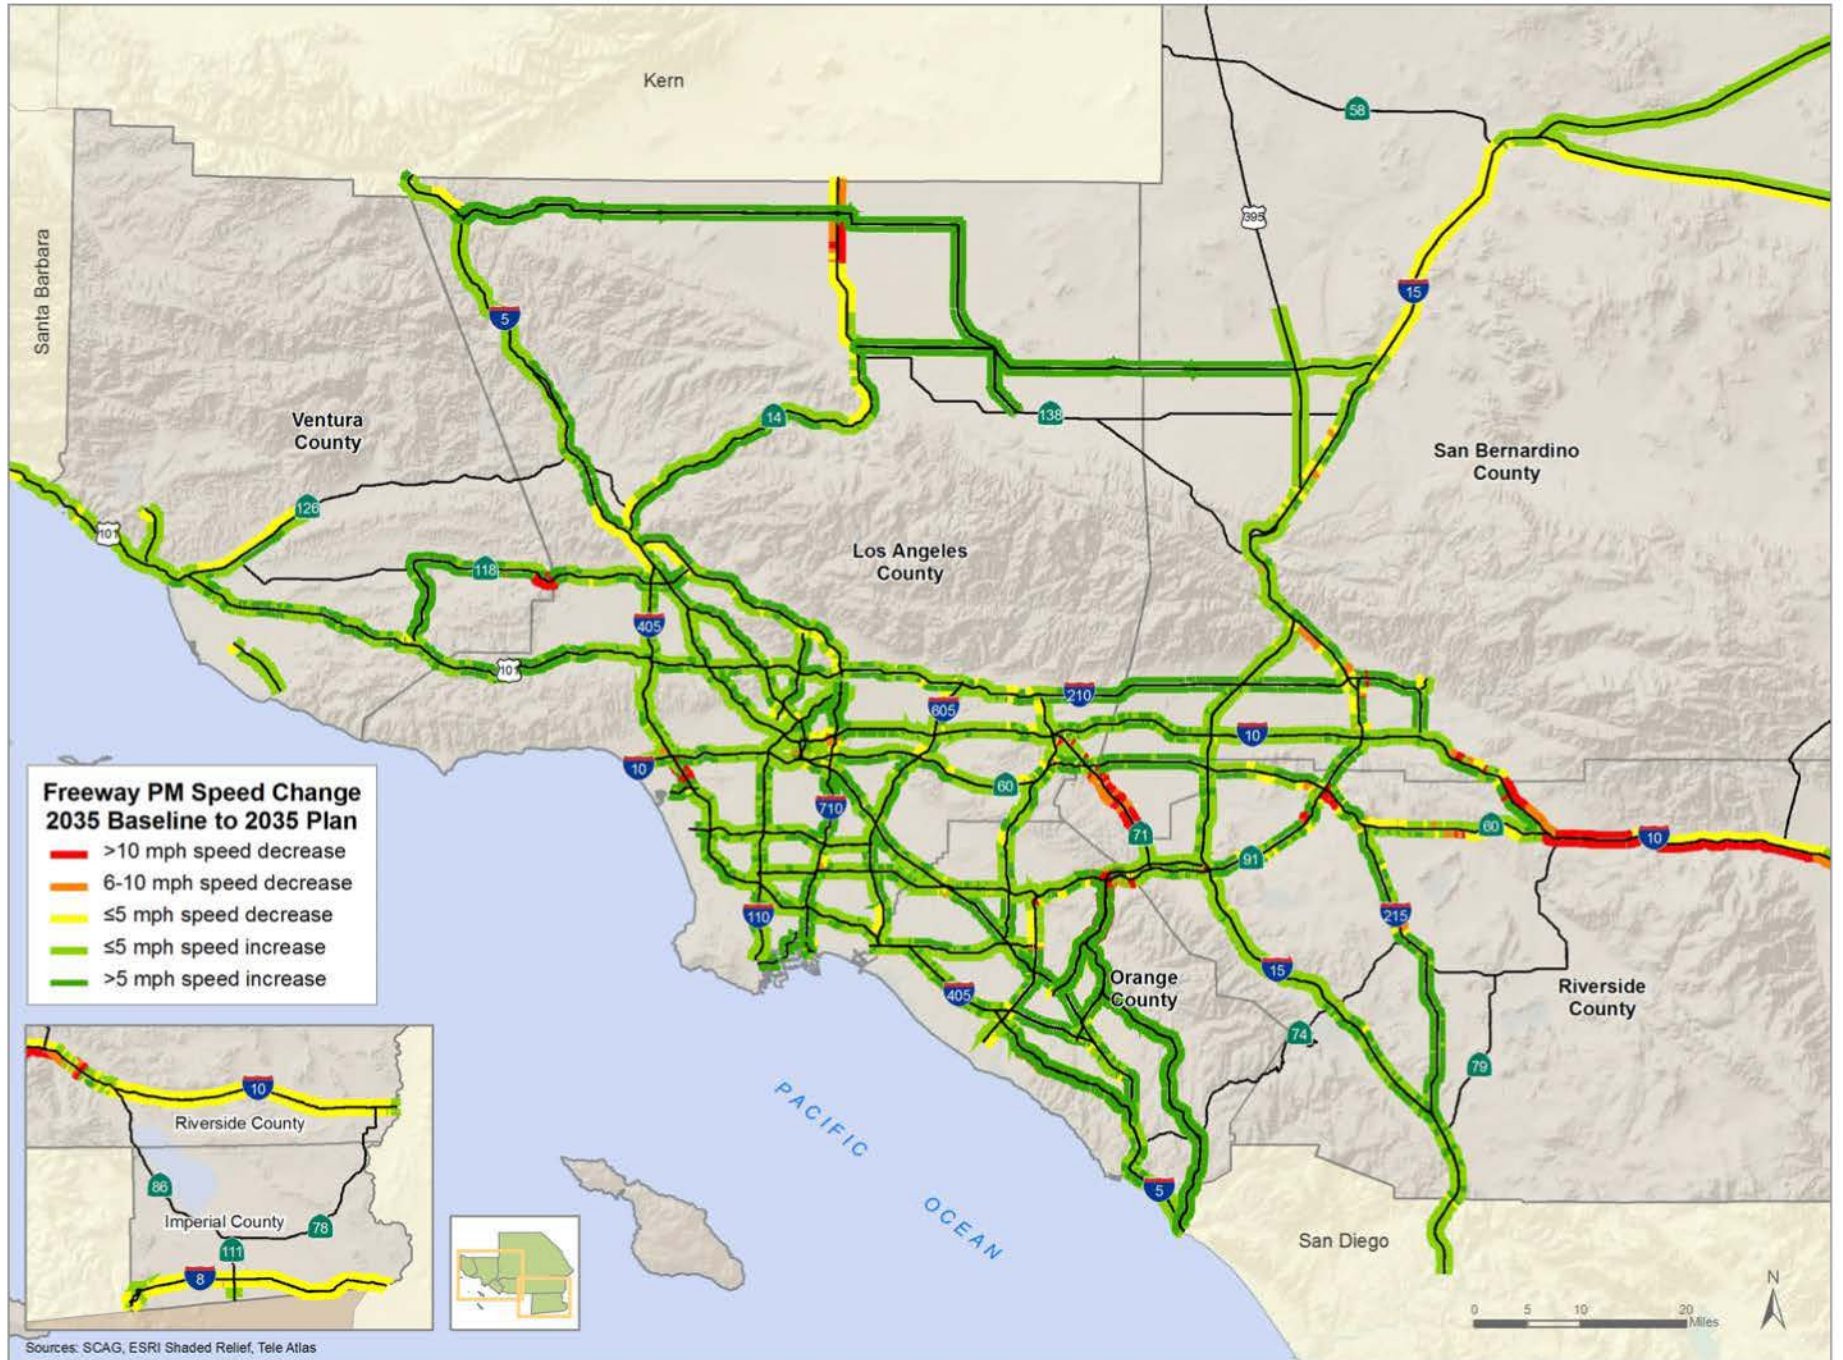 Kern
58
395
Santa Barbara
15
5
Ventura
County
14
138
San Bernardino
County
126
101
Los Angeles
County
118
405
101
210
605
10
10
60
Freeway PM Speed Change
2035 Baseline to 2035 Plan
>10 mph speed decrease
6-10 mph speed decrease
≤5 mph speed decrease
≤5 mph speed increase
>5 mph speed increase
710
71
60
10
91
110
215
15
Orange
County
405
Riverside
County
74
79
10
Riverside County
PACIFIC
OCEAN
86
Imperial County
78
111
8
5
San Diego
N
0 5 10 20
Miles
Sources: SCAG, ESRI Shaded Relief, Tele Atlas